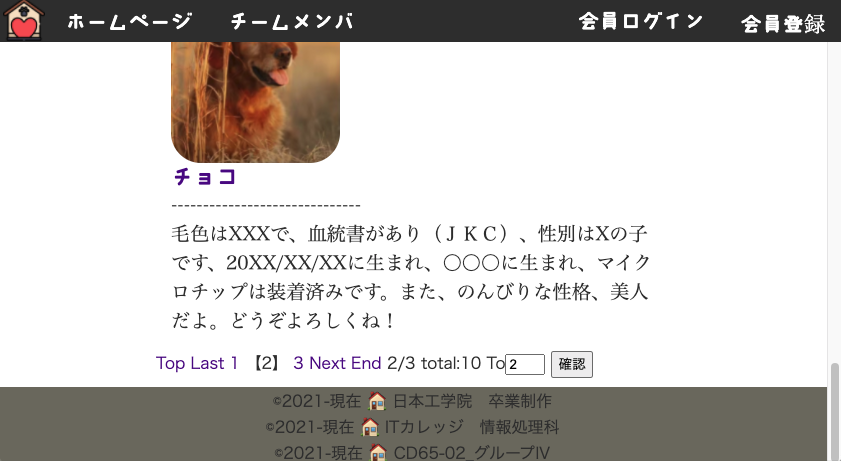 ホームページ チームメンバ 会員ログイン 会員登録
チョコ
------------------------------
毛色はXXXで、血統書があり（ＪＫＣ）、性別はXの子
です、20XX/XX/XXに生まれ、〇〇〇に生まれ、マイク
ロチップは装着済みです。また、のんびりな性格、美人
だよ。どうぞよろしくね！
Top Last 1 【2】 3 Next End 2/3 total:10 To 2 確認
©2021-現在 🏠 日本工学院　卒業制作
©2021-現在 🏠 ITカレッジ　情報処理科
©2021-現在 🏠 CD65-02_グループⅣ